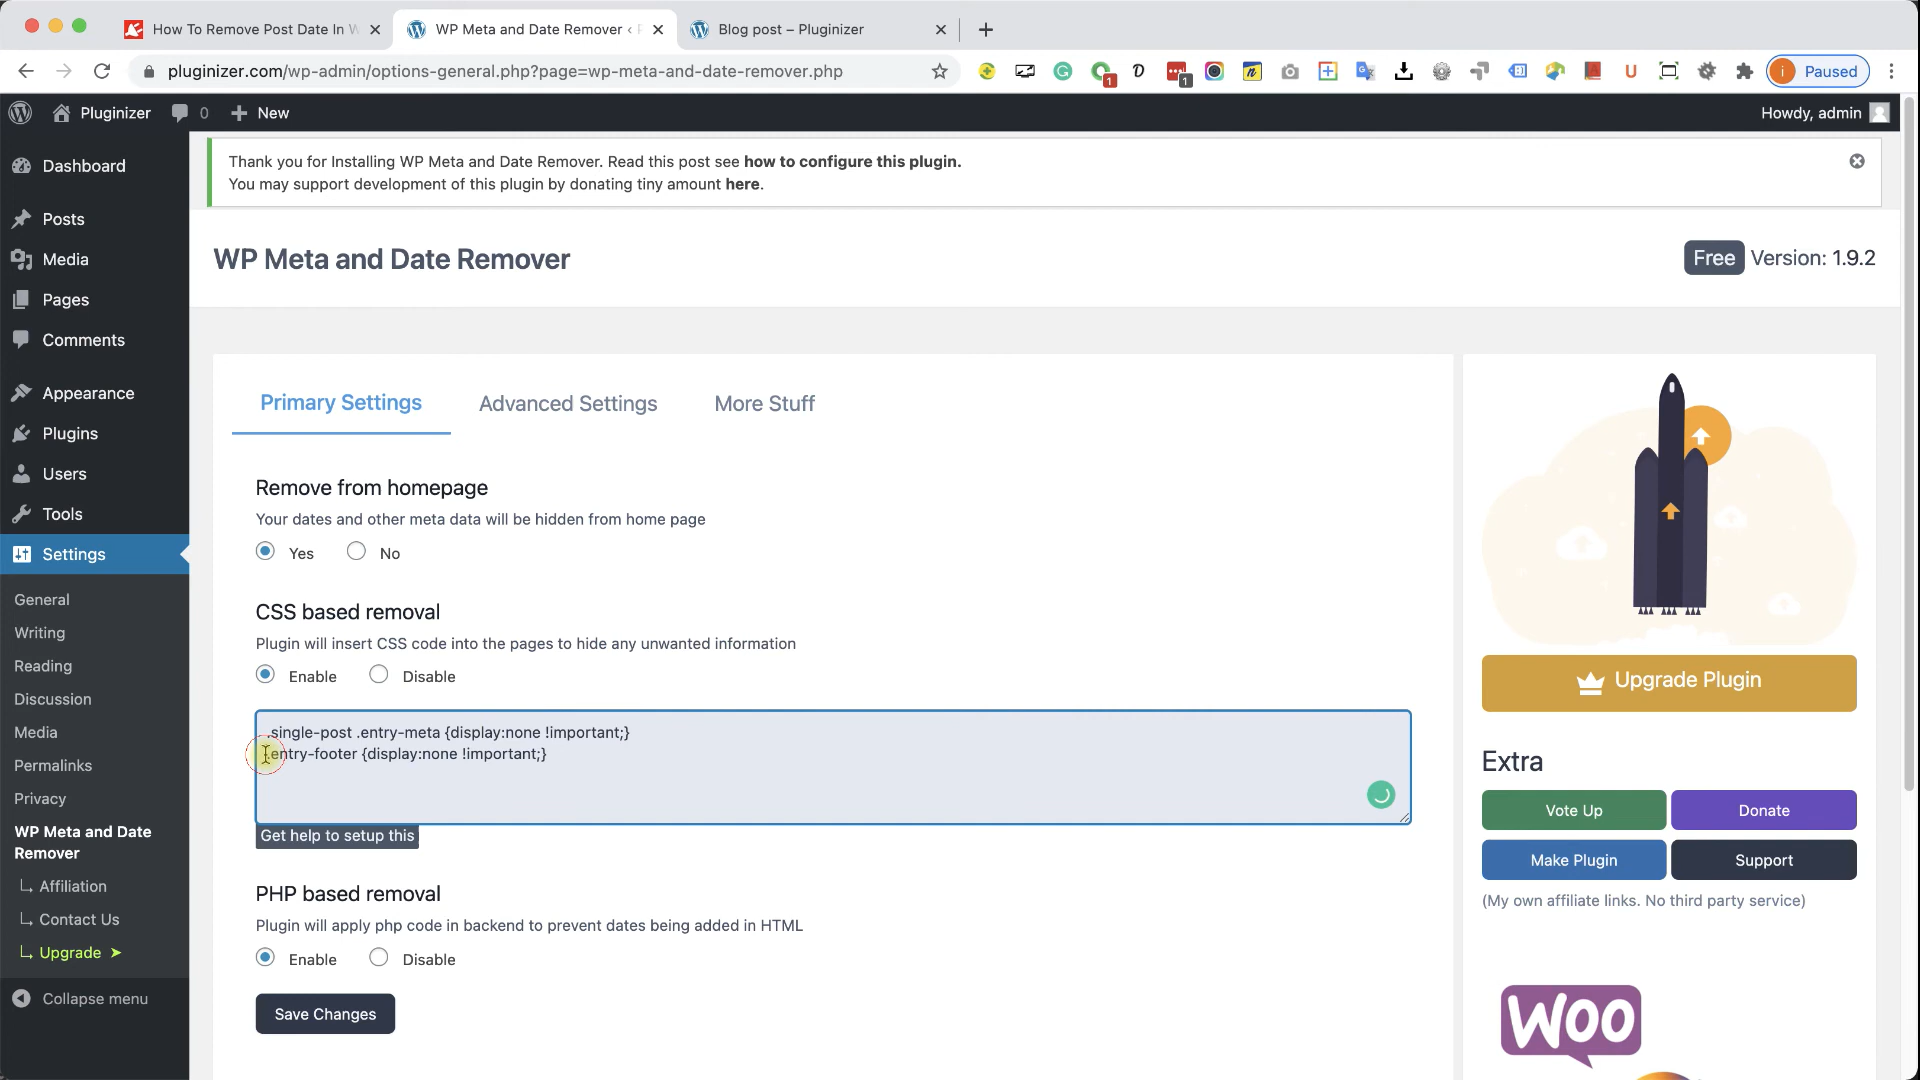 How To Remove Post Date In W
WP Meta and Date Remover ‹
Blog post – Pluginizer
pluginizer.com/wp-admin/options-general.php?page=wp-meta-and-date-remover.php
1
1
i Paused
Pluginizer
0
New
Howdy, admin
Dashboard
Posts
Media
Pages
Comments
Appearance
Plugins
Users
Tools
Settings
General
Writing
Reading
Discussion
Media
Permalinks
Privacy
WP Meta and Date
Remover
Affiliation
Contact Us
Upgrade ➤
Collapse menu
Thank you for Installing WP Meta and Date Remover. Read this post see how to configure this plugin.
You may support development of this plugin by donating tiny amount here.
WP Meta and Date Remover
Free Version: 1.9.2
Primary Settings
Advanced Settings
More Stuff
Remove from homepage
Your dates and other meta data will be hidden from home page
Yes No
CSS based removal
Plugin will insert CSS code into the pages to hide any unwanted information
Enable Disable
.single-post .entry-meta {display:none !important;}
.entry-footer {display:none !important;}
Get help to setup this
PHP based removal
Plugin will apply php code in backend to prevent dates being added in HTML
Enable Disable
Save Changes
Upgrade Plugin
Extra
Vote Up
Donate
Make Plugin
Support
(My own affiliate links. No third party service)
Woo